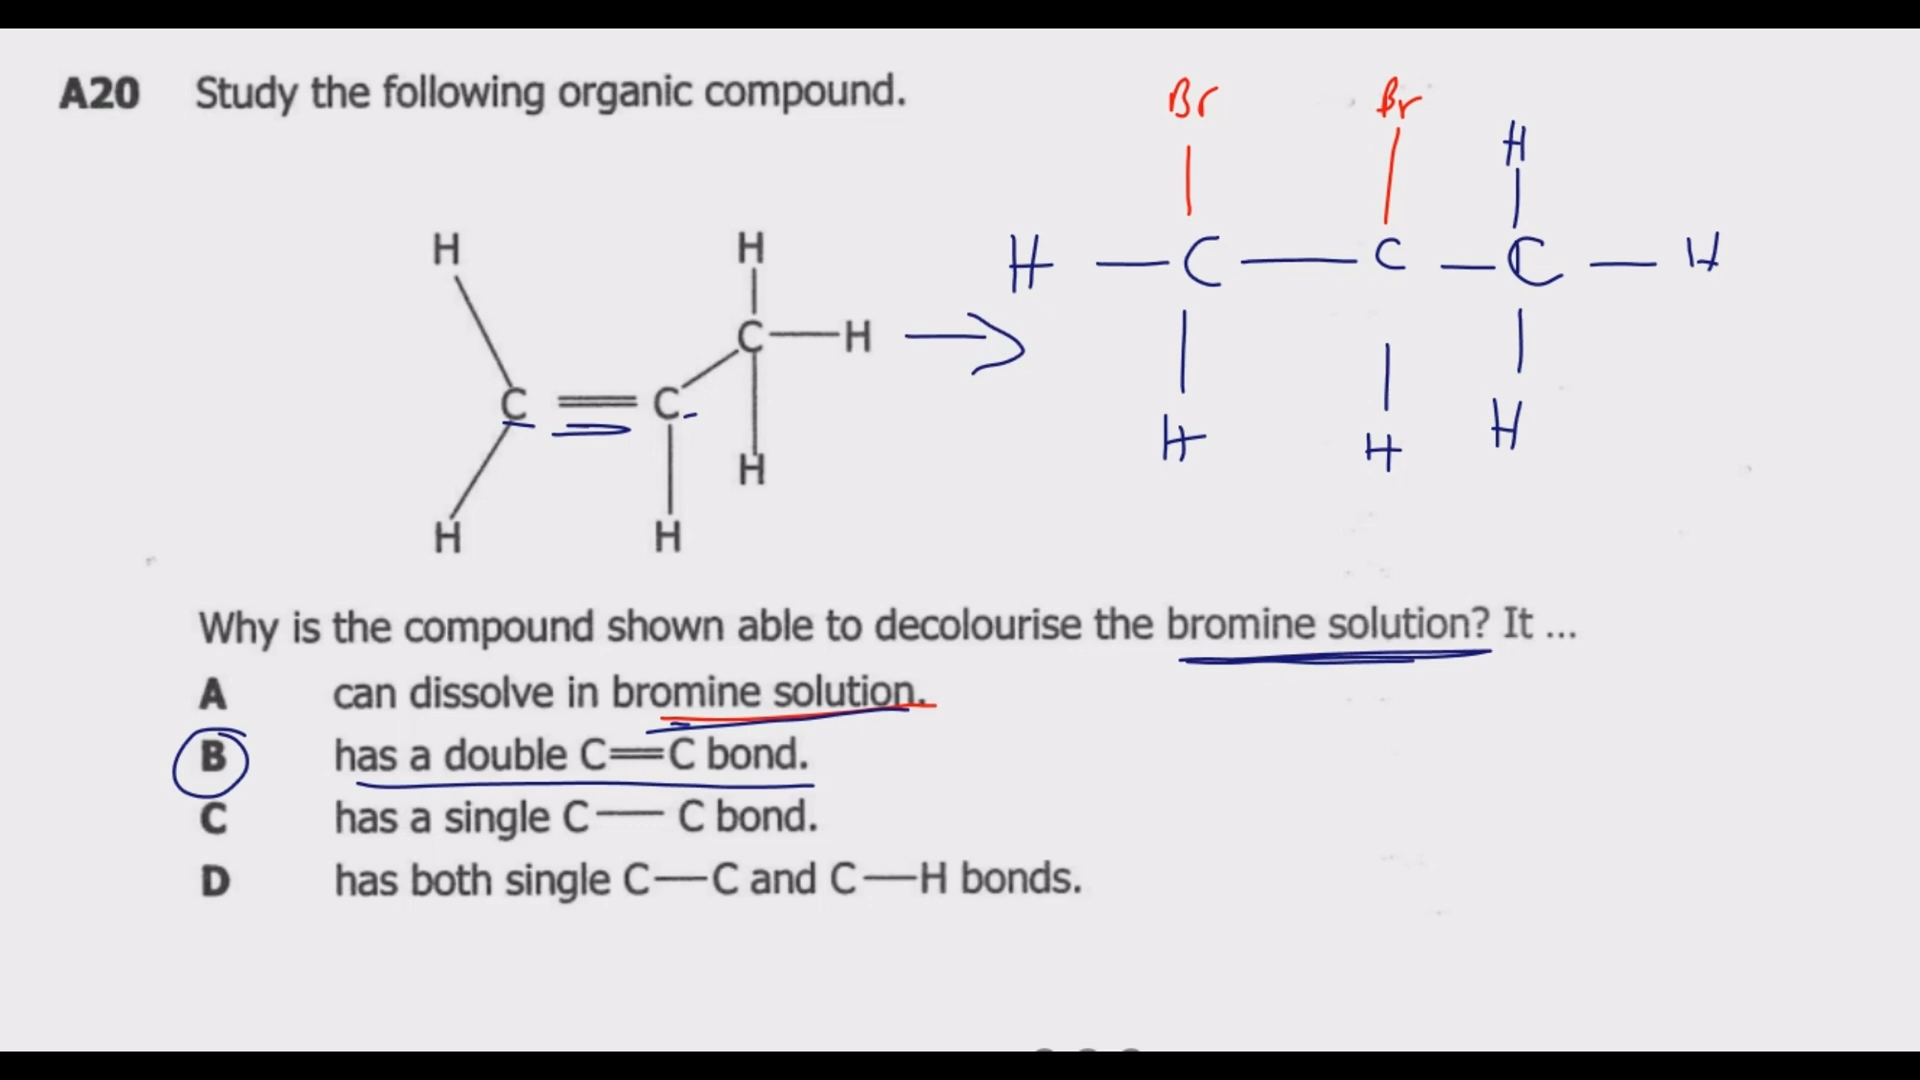 A20 Study the following organic compound.
Br Br
H
H — C — C — C — H
H H H
H H
C — H
C = C
H
H H
Why is the compound shown able to decolourise the bromine solution? It ...
A can dissolve in bromine solution.
B has a double C=C bond.
C has a single C— C bond.
D has both single C—C and C—H bonds.